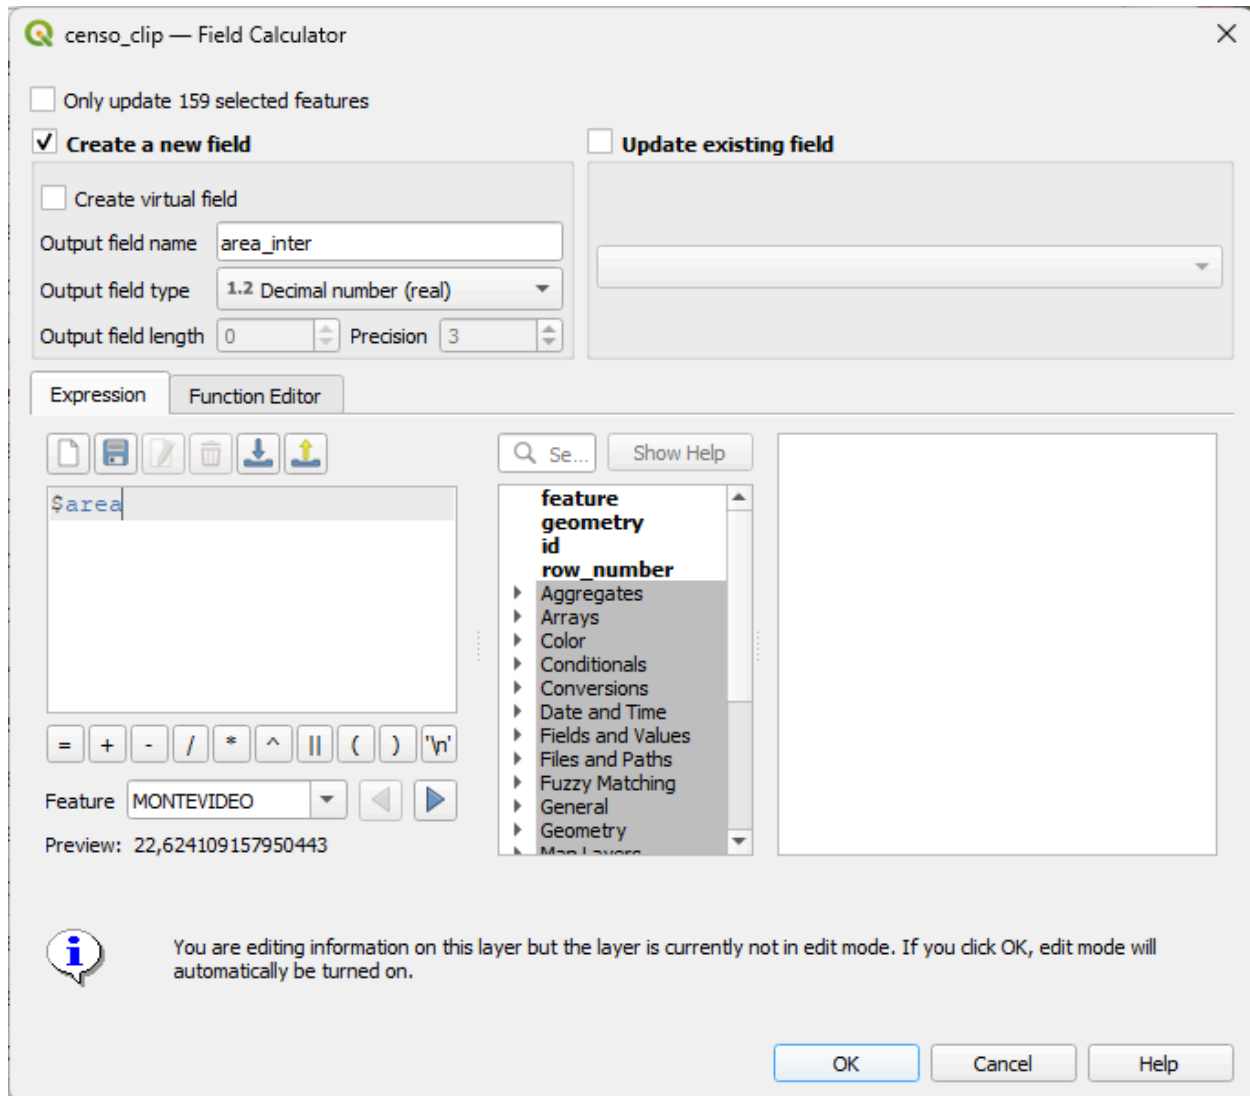 censo_clip — Field Calculator
Only update 159 selected features
Create a new field
Update existing field
Create virtual field
Output field name area_inter
Output field type 1.2 Decimal number (real)
Output field length 0 Precision 3
Expression Function Editor
Se... Show Help
$area
feature
geometry
id
row_number
Aggregates
Arrays
Color
Conditionals
Conversions
Date and Time
Fields and Values
Files and Paths
Fuzzy Matching
General
Geometry
Map Layers
= + - / * ^ || ( ) '\n'
Feature MONTEVIDEO
Preview: 22,624109157950443
You are editing information on this layer but the layer is currently not in edit mode. If you click OK, edit mode will
automatically be turned on.
OK Cancel Help